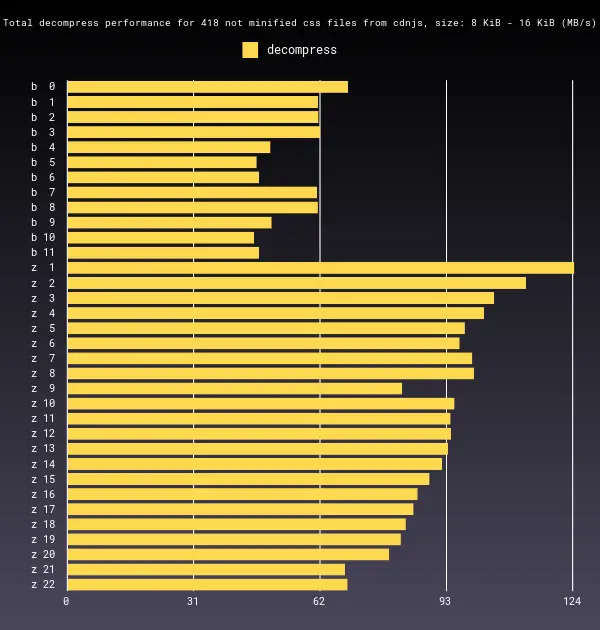 Total decompress performance for 418 not minified css files from cdnjs, size: 8 KiB - 16 KiB (MB/s)
decompress
b 0
b 1
b 2
b 3
b 4
b 5
b 6
b 7
b 8
b 9
b 10
b 11
z 1
z 2
z 3
z 4
z 5
z 6
z 7
z 8
z 9
z 10
z 11
z 12
z 13
z 14
z 15
z 16
z 17
z 18
z 19
z 20
z 21
z 22
0 31 62 93 124